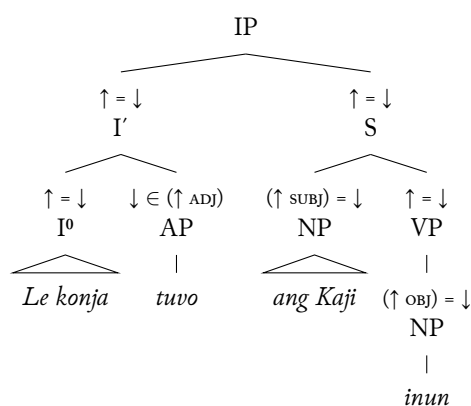 IP
↑ = ↓ ↑ = ↓
I′ S
↑ = ↓ ↓ ∈ (↑ ADJ) (↑ SUBJ) = ↓ ↑ = ↓
I⁰ AP NP VP
Le konja tuvo ang Kaji (↑ OBJ) = ↓
NP
inun